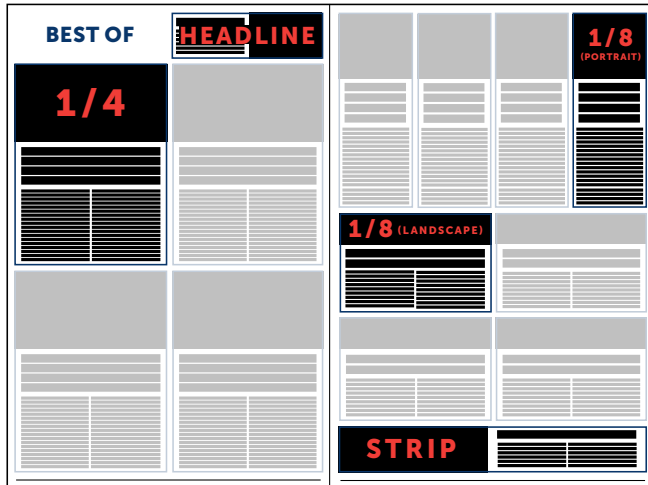 BEST OF
HEADLINE
1/4
1/8
(PORTRAIT)
1/8 (LANDSCAPE)
STRIP